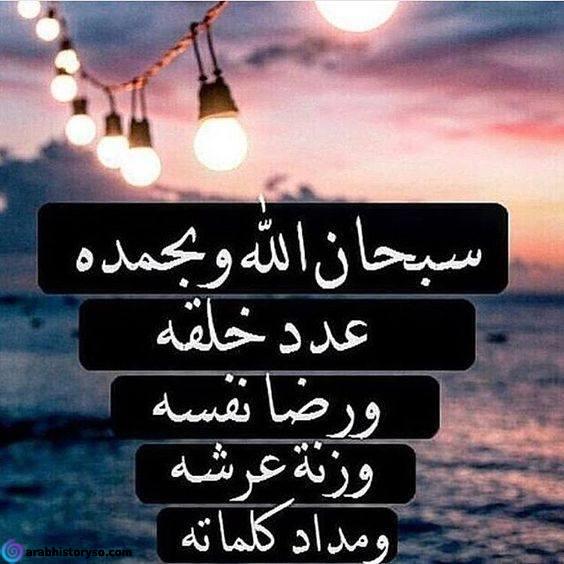 سبحان الله وبحمده
عدد خلقه
ورضا نفسه
وزنة عرشه
ومداد كلماته
arabhistoryso.com